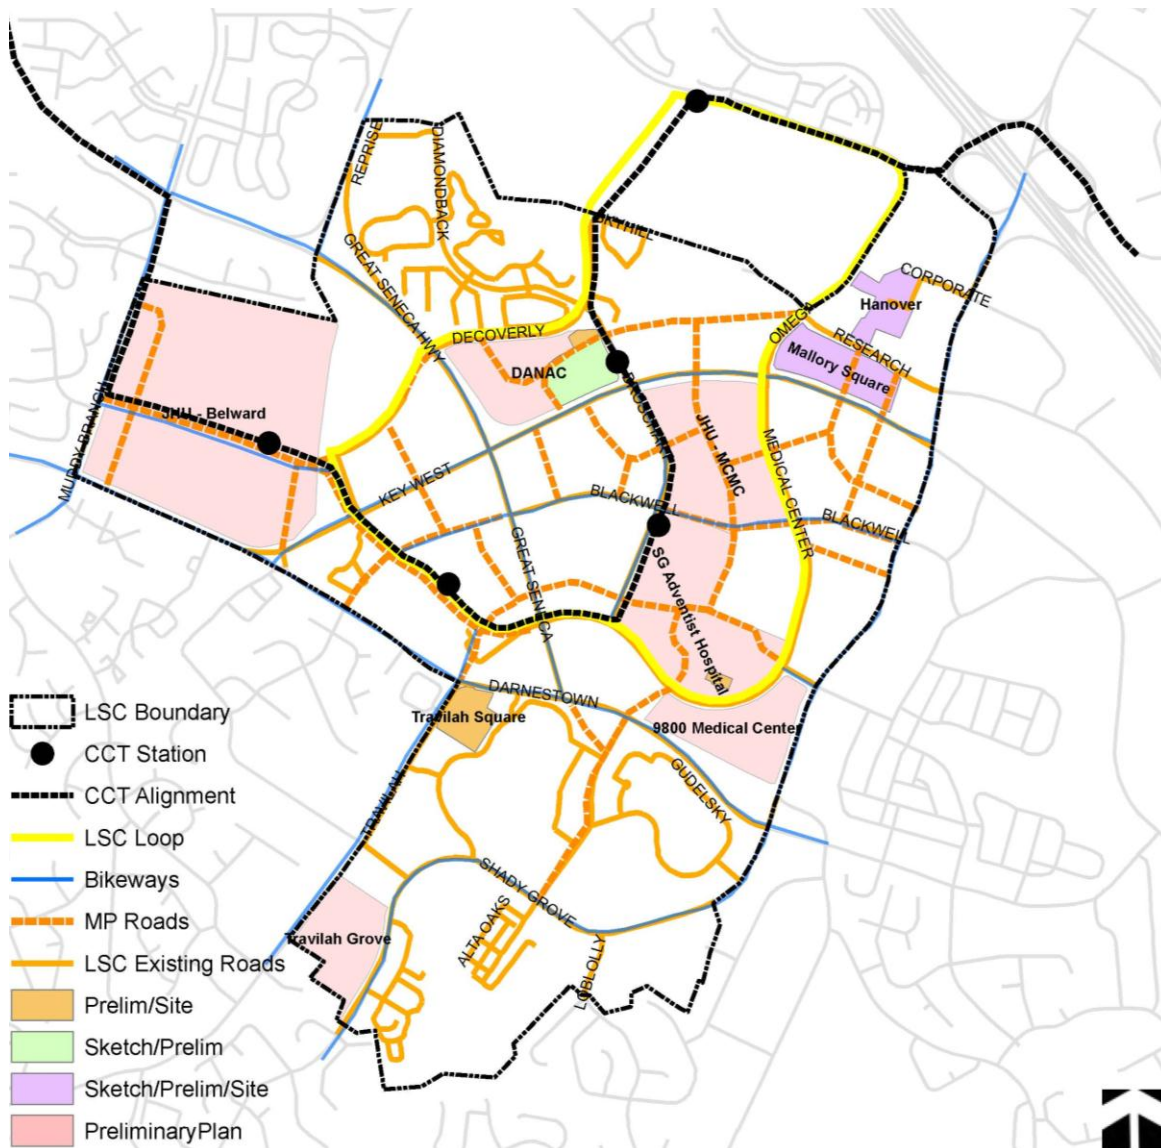 REPRISE
DIAMONDBACK
SKYHILL
GREAT SENECA HWY
CORPORATE
Hanover
OMEGA
RESEARCH
DECOVERLY
Mallory Square
DANAC
BROSCHART
JHU - Belward
MUDDY BRANCH
JHU - MCMC
MEDICAL CENTER
KEY WEST
BLACKWELL
BLACKWELL
GREAT SENECA
SG Adventist Hospital
DARNESTOWN
Travilah Square
9800 Medical Center
GUDELSKY
TRAVILAH
SHADY GROVE
ALTA OAKS
Travilah Grove
LOBLOLLY
LSC Boundary
CCT Station
CCT Alignment
LSC Loop
Bikeways
MP Roads
LSC Existing Roads
Prelim/Site
Sketch/Prelim
Sketch/Prelim/Site
PreliminaryPlan